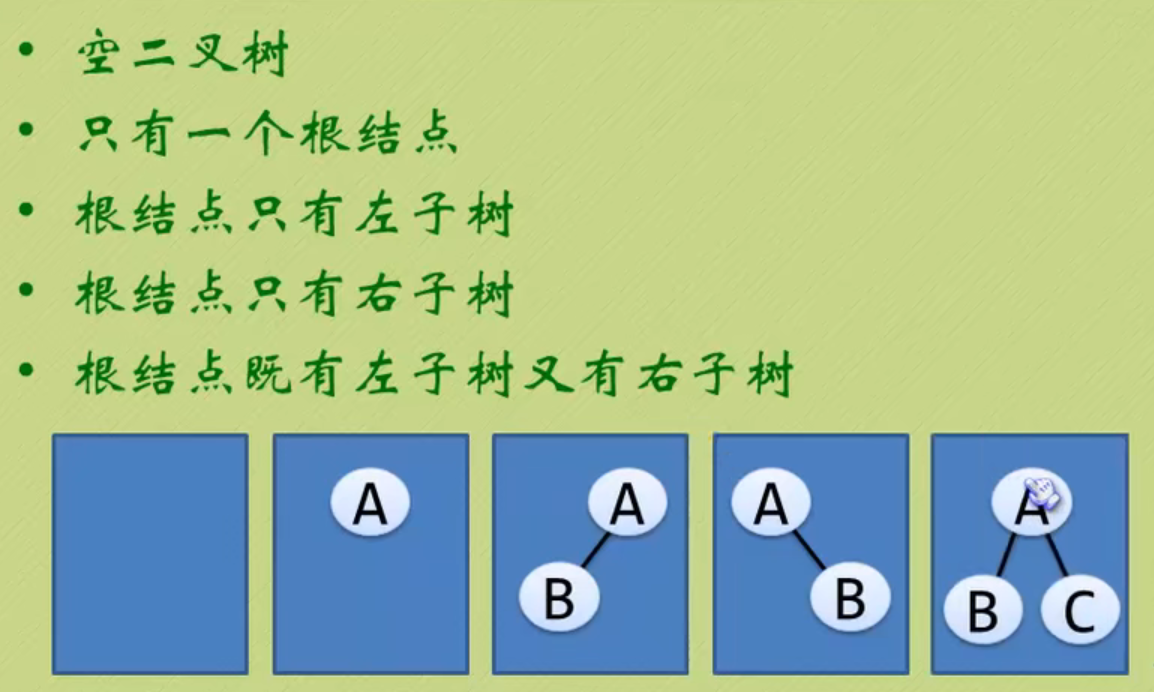 • 空二叉树
• 只有一个根结点
• 根结点只有左子树
• 根结点只有右子树
• 根结点既有左子树又有右子树
A A A A
B B B C